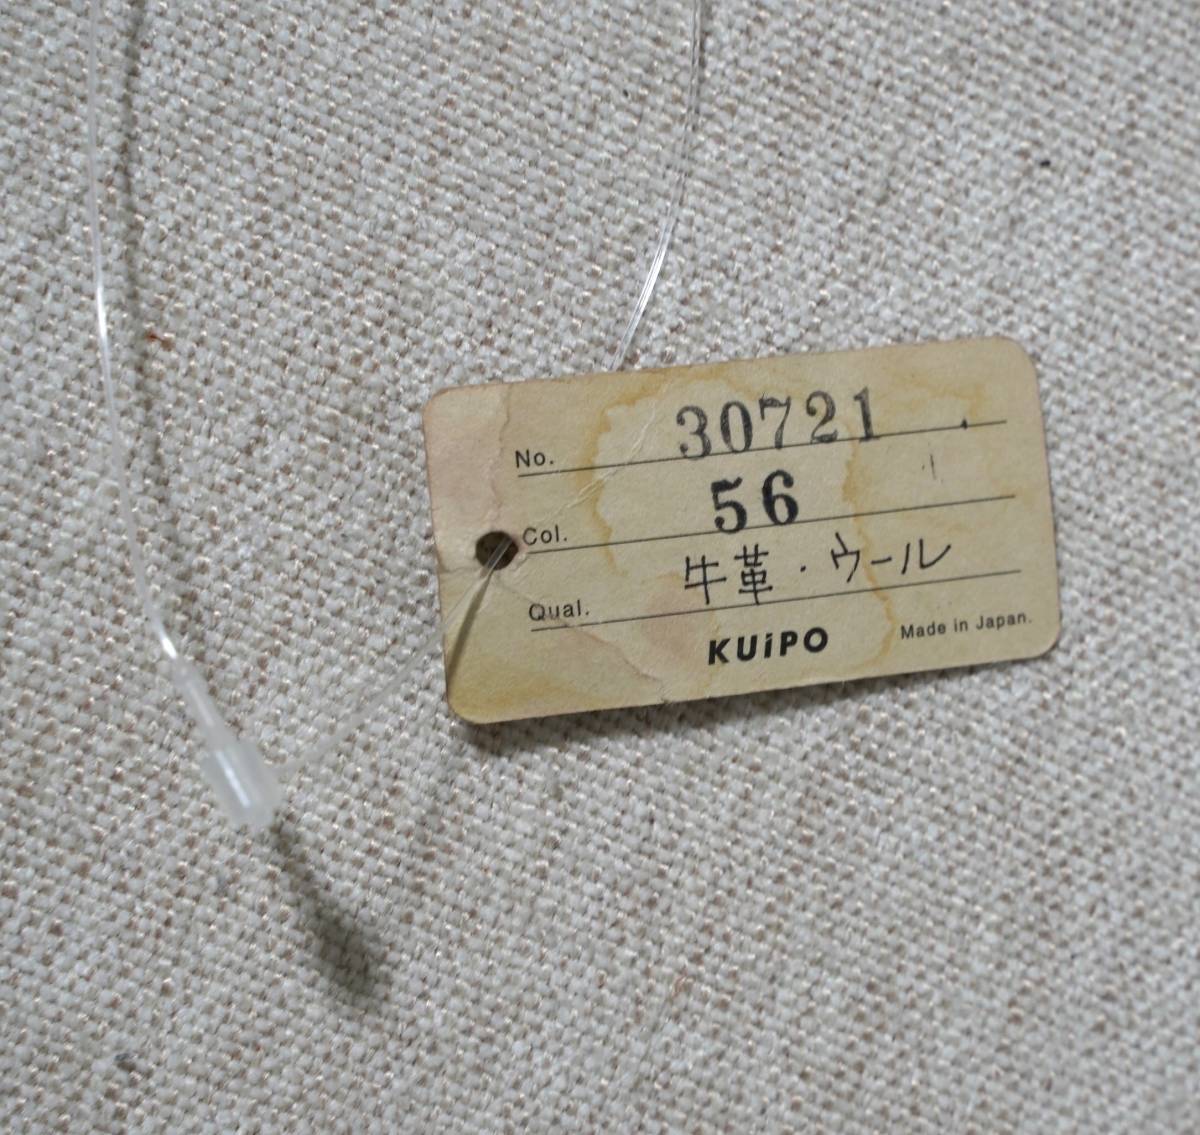 No. 30721
Col. 56
Qual. 牛革・ウール
KUiPO Made in Japan.